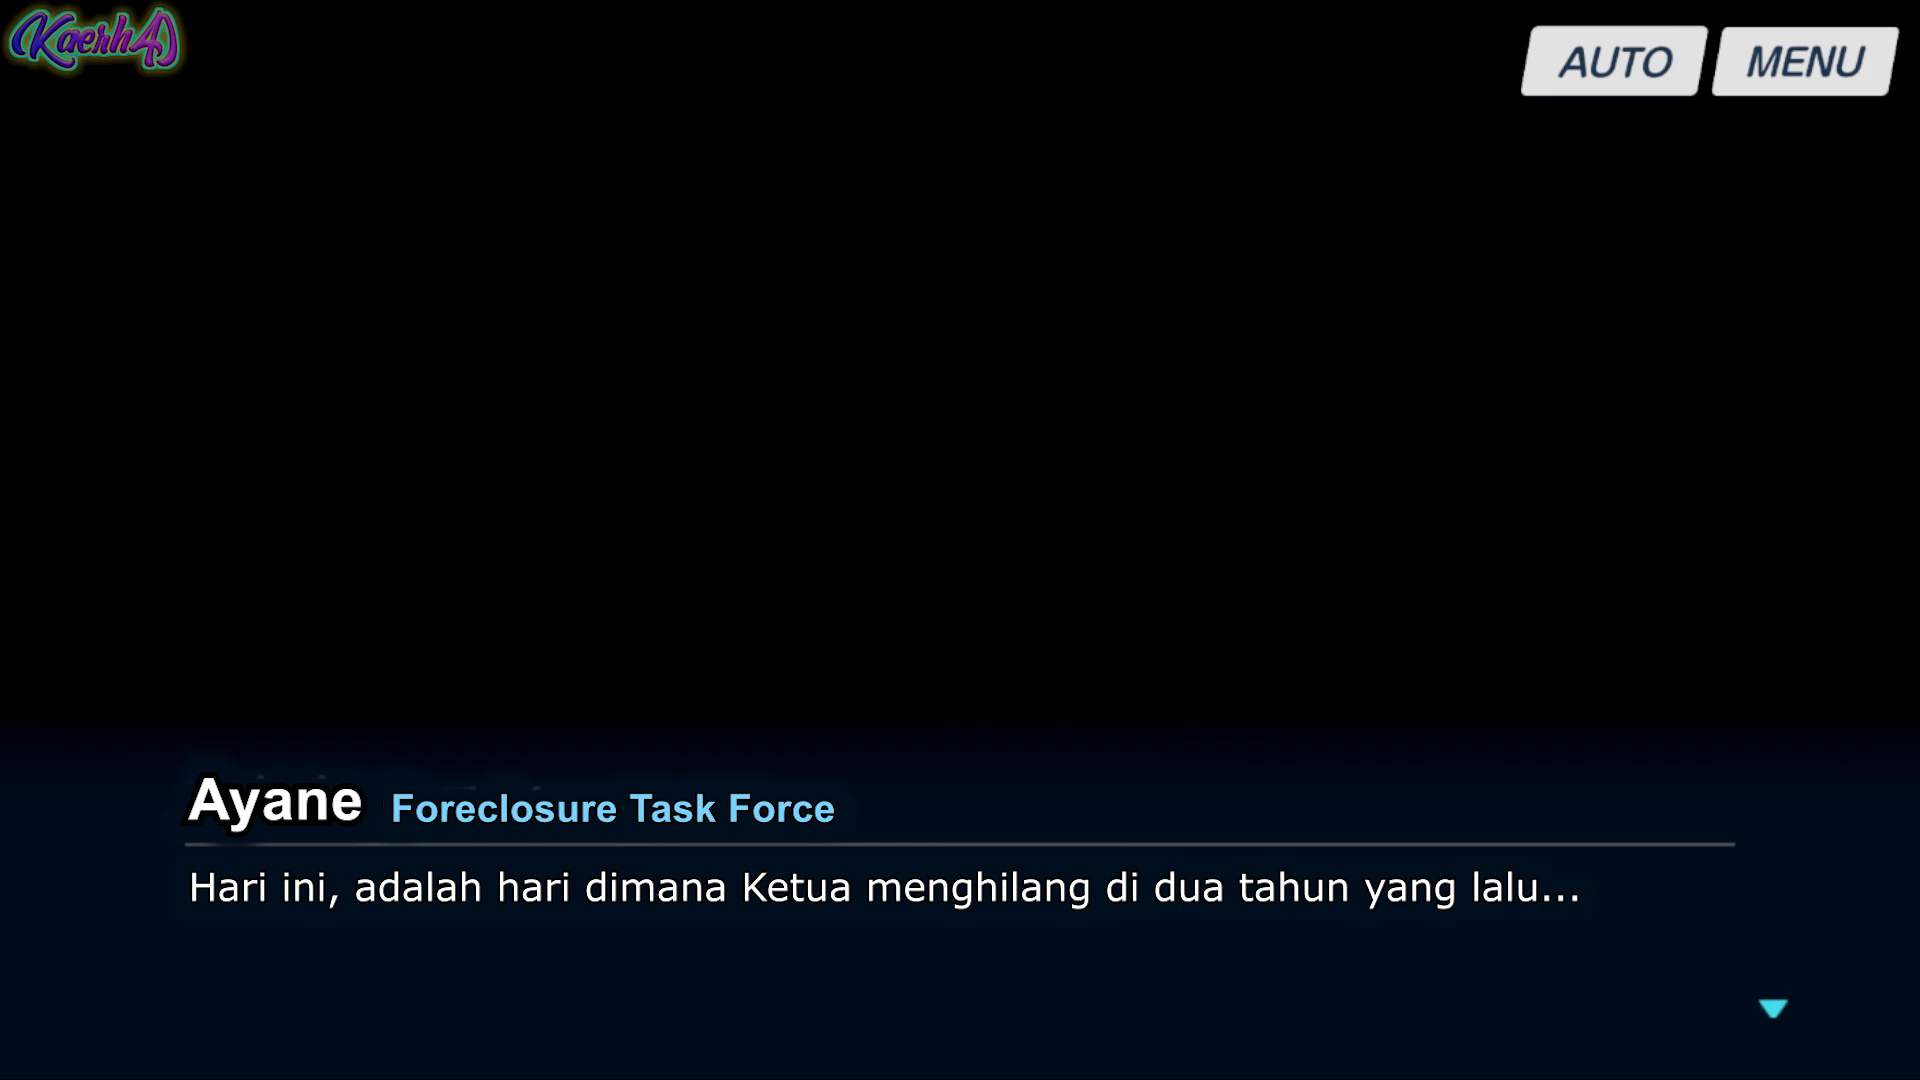 Kaerh4)
AUTO MENU
Ayane Foreclosure Task Force
Hari ini, adalah hari dimana Ketua menghilang di dua tahun yang lalu...